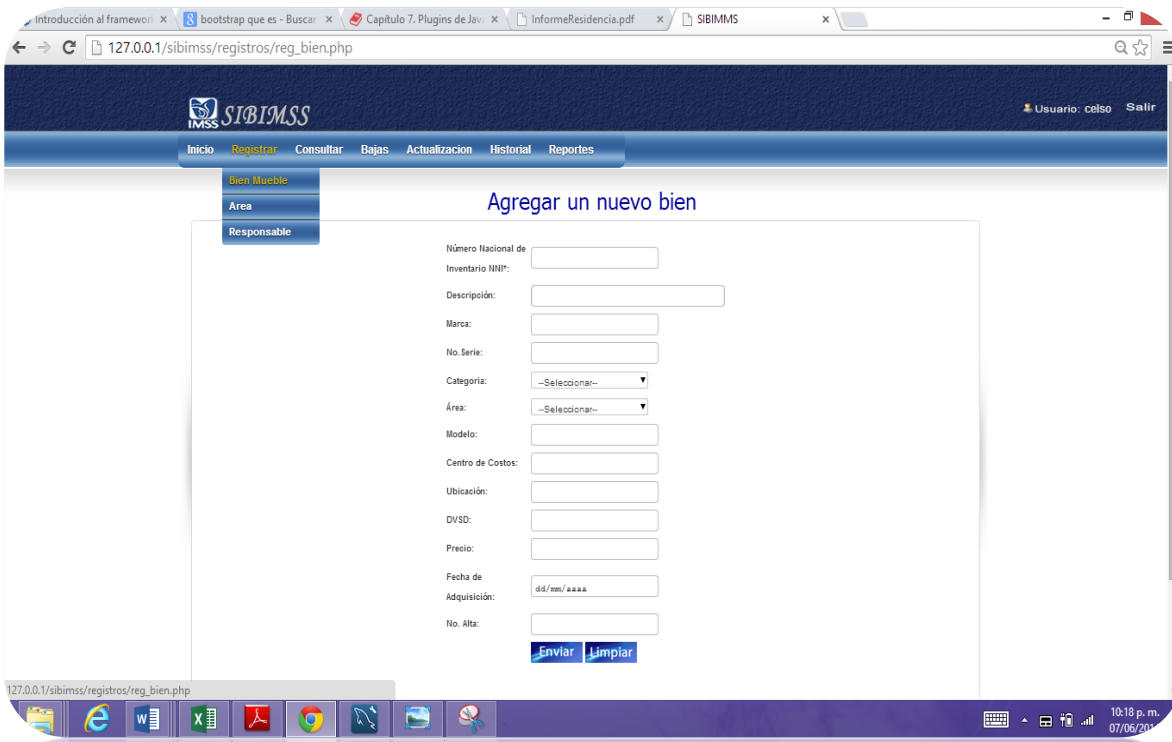 Introducción al framework
bootstrap que es - Buscar
Capítulo 7. Plugins de Jav
InformeResidencia.pdf
SIBIMMS
127.0.0.1/sibimss/registros/reg_bien.php
IMSS
SIBIMSS
Usuario: celso Salir
Inicio Registrar Consultar Bajas Actualizacion Historial Reportes
Bien Mueble
Area
Responsable
Agregar un nuevo bien
Número Nacional de
Inventario NNI*:
Descripción:
Marca:
No.Serie:
Categoria: --Seleccionar--
Área: --Seleccionar--
Modelo:
Centro de Costos:
Ubicación:
DVSD:
Precio:
Fecha de
Adquisición: dd/mm/aaaa
No. Alta:
Enviar Limpiar
127.0.0.1/sibimss/registros/reg_bien.php
10:18 p. m.